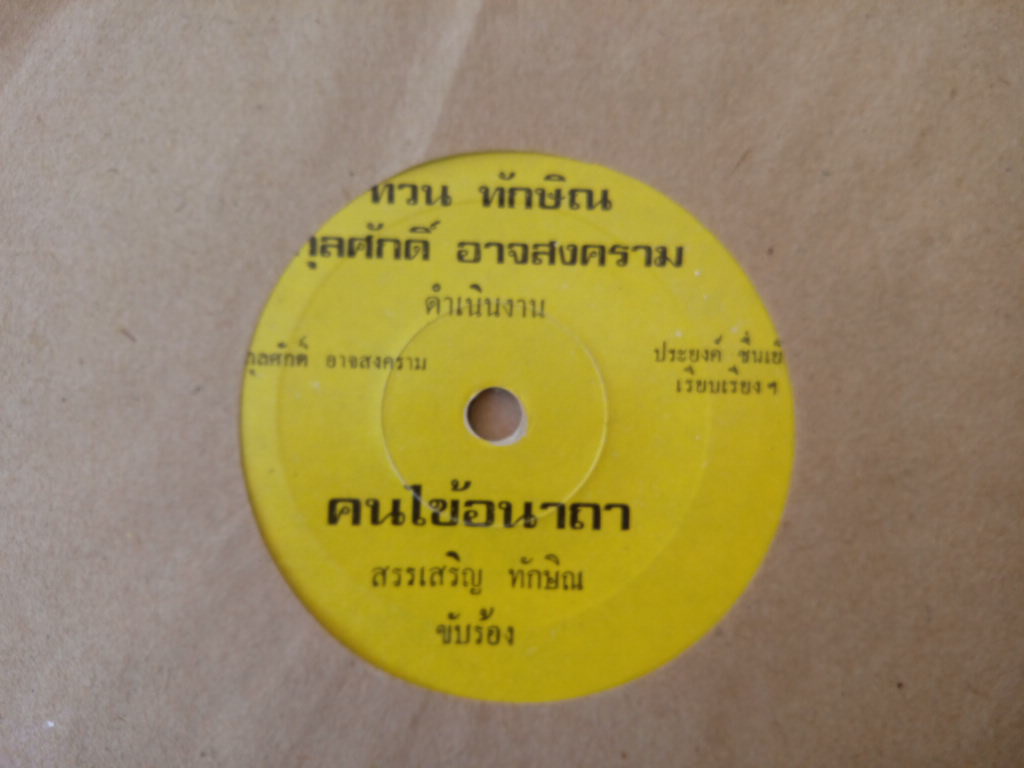 ทวน ทักษิณ
กุลศักดิ์ อาจสงคราม
ดำเนินงาน
กุลศักดิ์ อาจสงคราม
ประยงค์ ชื่นเย็
เรียบเรียงฯ
คนไข้อนาถา
สรรเสริญ ทักษิณ
ขับร้อง